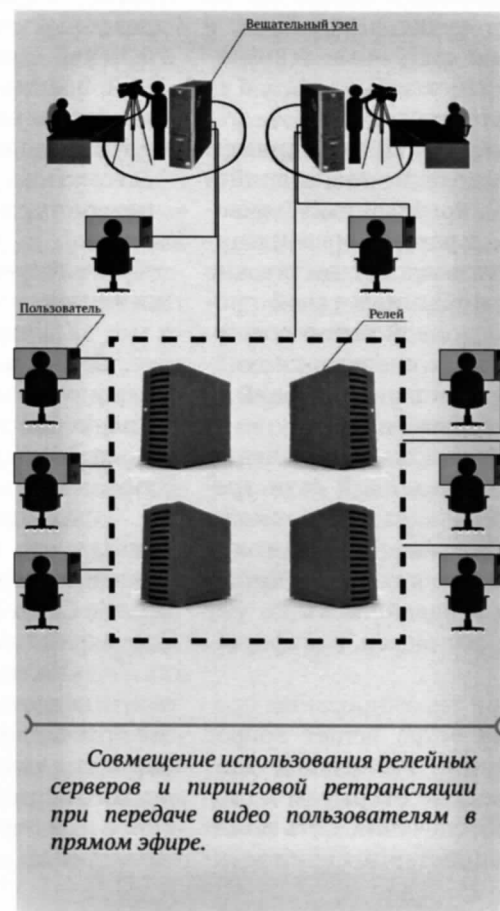 Вещательный узел
Пользователь
Релей
Совмещение использования релейных
серверов и пиринговой ретрансляции
при передаче видео пользователям в
прямом эфире.